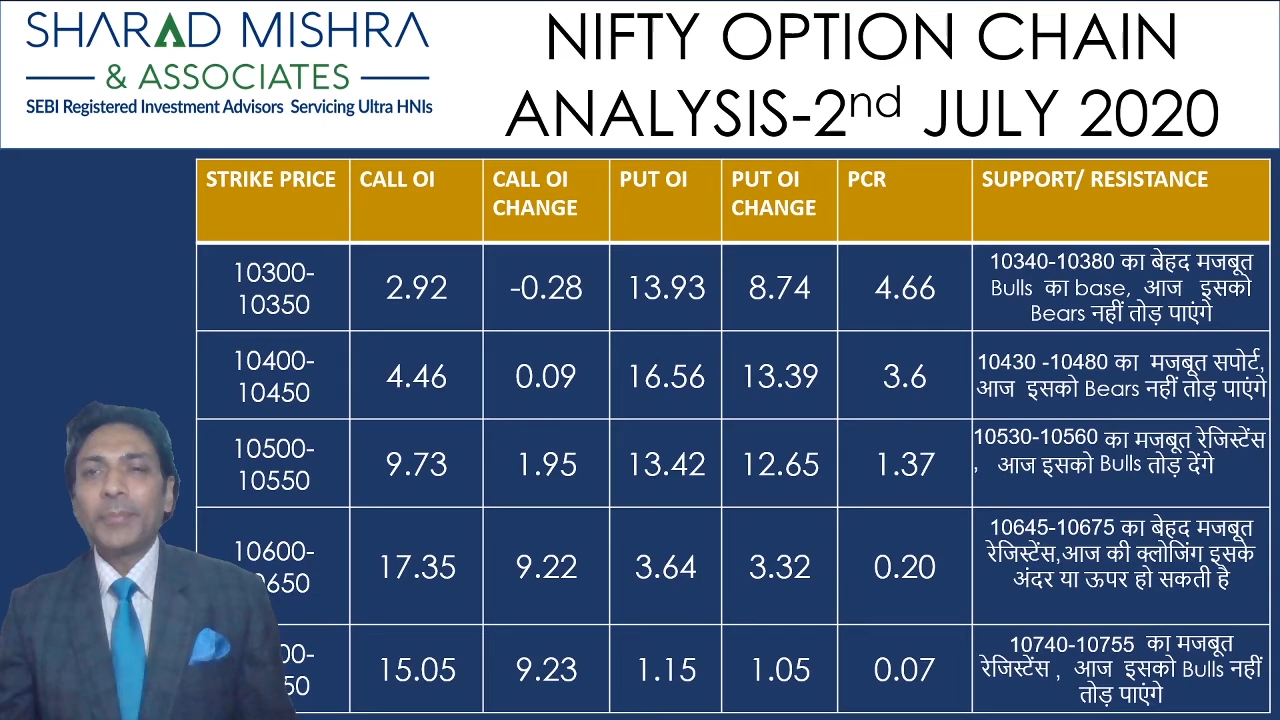 SHARAD MISHRA
& ASSOCIATES
SEBI Registered Investment Advisors Servicing Ultra HNIs
NIFTY OPTION CHAIN
ANALYSIS-2nd JULY 2020
STRIKE PRICE
CALL OI
CALL OI
CHANGE
PUT OI
PUT OI
CHANGE
PCR
SUPPORT/ RESISTANCE
10300-
10350
2.92
-0.28
13.93
8.74
4.66
10340-10380 का बेहद मजबूत
Bulls का base, आज इसको
Bears नहीं तोड़ पाएंगे
10400-
10450
4.46
0.09
16.56
13.39
3.6
10430 -10480 का मजबूत सपोर्ट,
आज इसको Bears नहीं तोड़ पाएंगे
10500-
10550
9.73
1.95
13.42
12.65
1.37
10530-10560 का मजबूत रेजिस्टेंस
, आज इसको Bulls तोड़ देंगे
10600-
0650
17.35
9.22
3.64
3.32
0.20
10645-10675 का बेहद मजबूत
रेजिस्टेंस,आज की क्लोजिंग इसके
अंदर या ऊपर हो सकती है
00-
50
15.05
9.23
1.15
1.05
0.07
10740-10755 का मजबूत
रेजिस्टेंस , आज इसको Bulls नहीं
तोड़ पाएंगे